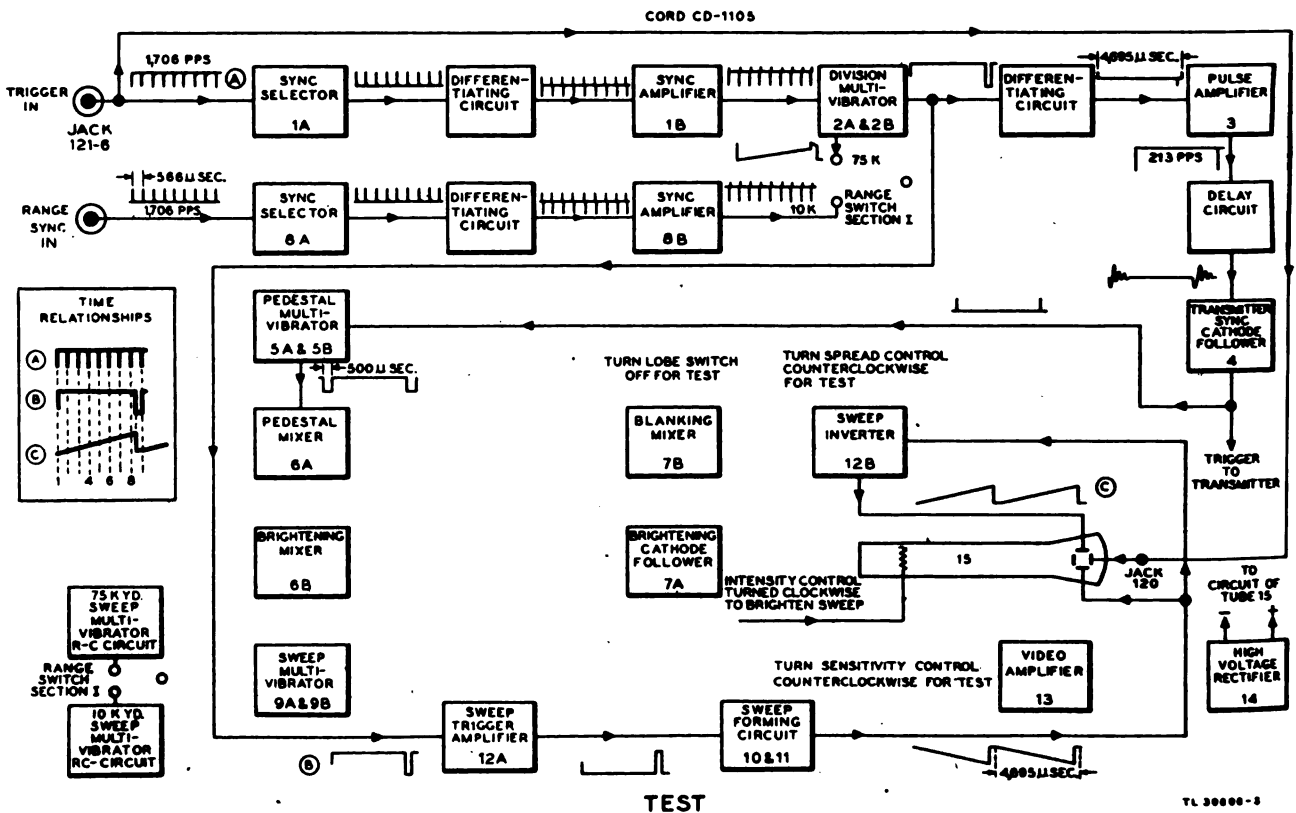 CORD CD-1105
1,706 PPS
A
TRIGGER
IN
JACK
121-6
SYNC
SELECTOR
1A
DIFFEREN-
TIATING
CIRCUIT
SYNC
AMPLIFIER
1B
DIVISION
MULTI-
VIBRATOR
2A & 2B
DIFFEREN-
TIATING
CIRCUIT
4,695 µ SEC.
PULSE
AMPLIFIER
3
75 K
213 PPS
566 µ SEC.
1,706 PPS
RANGE
SYNC
IN
SYNC
SELECTOR
8A
DIFFEREN-
TIATING
CIRCUIT
SYNC
AMPLIFIER
8B
10 K
RANGE
SWITCH
SECTION I
DELAY
CIRCUIT
TIME
RELATIONSHIPS
A
B
C
1 4 6 8
PEDESTAL
MULTI-
VIBRATOR
5A & 5B
500 µ SEC.
TRANSMITTER
SYNC
CATHODE
FOLLOWER
4
TURN LOBE SWITCH
OFF FOR TEST
TURN SPREAD CONTROL
COUNTERCLOCKWISE
FOR TEST
PEDESTAL
MIXER
6A
BLANKING
MIXER
7B
SWEEP
INVERTER
12B
TRIGGER
TO
TRANSMITTER
C
BRIGHTENING
MIXER
6B
BRIGHTENING
CATHODE
FOLLOWER
7A
15
JACK
120
INTENSITY CONTROL
TURNED CLOCKWISE
TO BRIGHTEN SWEEP
TO
CIRCUIT OF
TUBE 15
- +
75 K YD.
SWEEP
MULTI-
VIBRATOR
R-C CIRCUIT
RANGE
SWITCH
SECTION I
10 K YD.
SWEEP
MULTI-
VIBRATOR
RC-CIRCUIT
SWEEP
MULTI-
VIBRATOR
9A & 9B
TURN SENSITIVITY CONTROL
COUNTERCLOCKWISE FOR TEST
VIDEO
AMPLIFIER
13
HIGH
VOLTAGE
RECTIFIER
14
B
SWEEP
TRIGGER
AMPLIFIER
12A
SWEEP
FORMING
CIRCUIT
10 & 11
4,695 µ SEC.
TEST